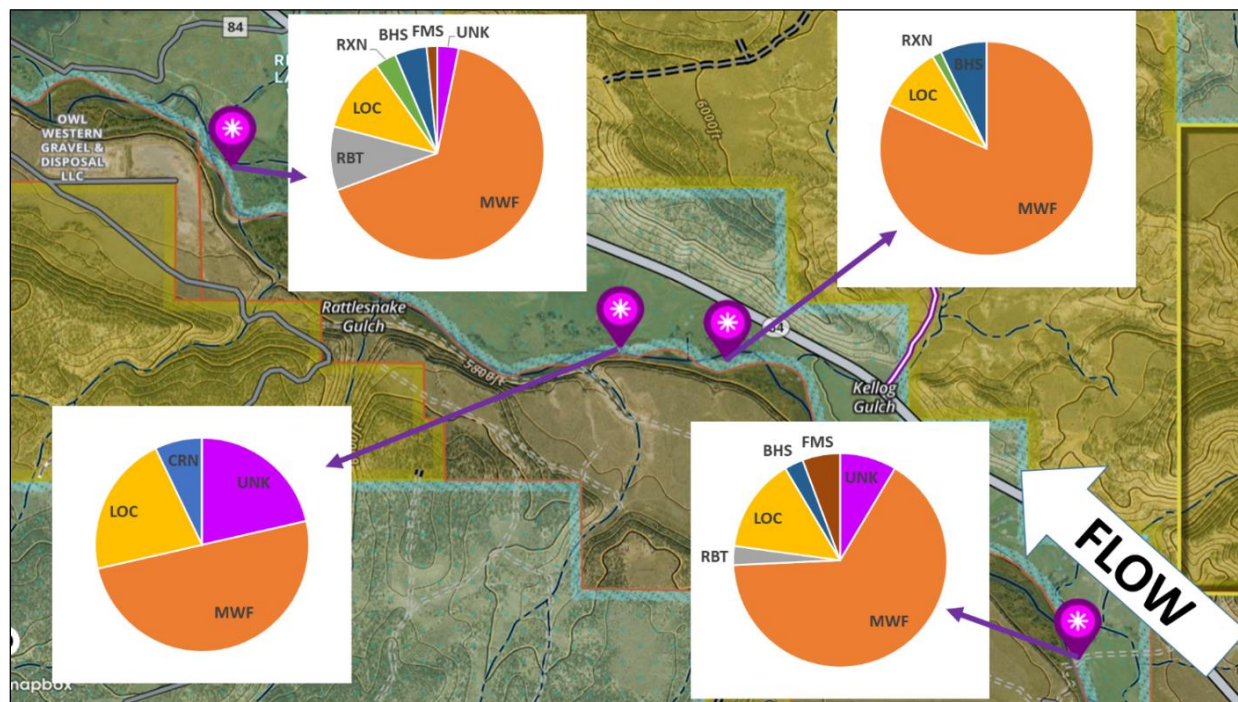 84
OWL
WESTERN
GRAVEL &
DISPOSAL
LLC
RXN
BHS
FMS
UNK
LOC
RBT
MWF
RXN
BHS
LOC
MWF
6000ft
Rattlesnake
Gulch
5800ft
Kellog
Gulch
CRN
UNK
LOC
MWF
BHS
FMS
UNK
LOC
RBT
MWF
FLOW
mapbox